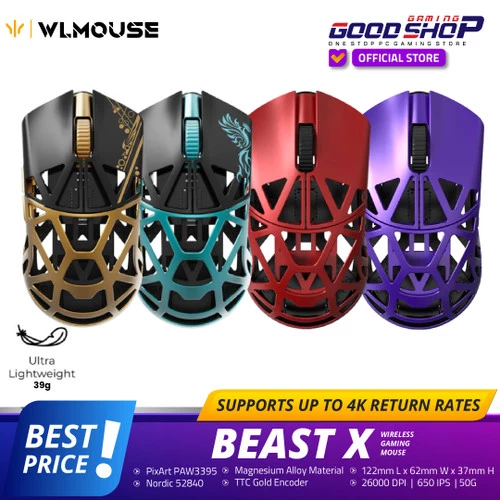 WLMOUSE
GAMING
GOODSHOP
ONE STOP PC GAMING STORE
OFFICIAL STORE
Ultra
Lightweight
39g
SUPPORTS UP TO 4K RETURN RATES
BEST
PRICE!
BEAST X
WIRELESS
GAMING
MOUSE
• PixArt PAW3395 • Magnesium Alloy Material • 122mm L x 62mm W x 37mm H
• Nordic 52840 • TTC Gold Encoder • 26000 DPI | 650 IPS | 50G